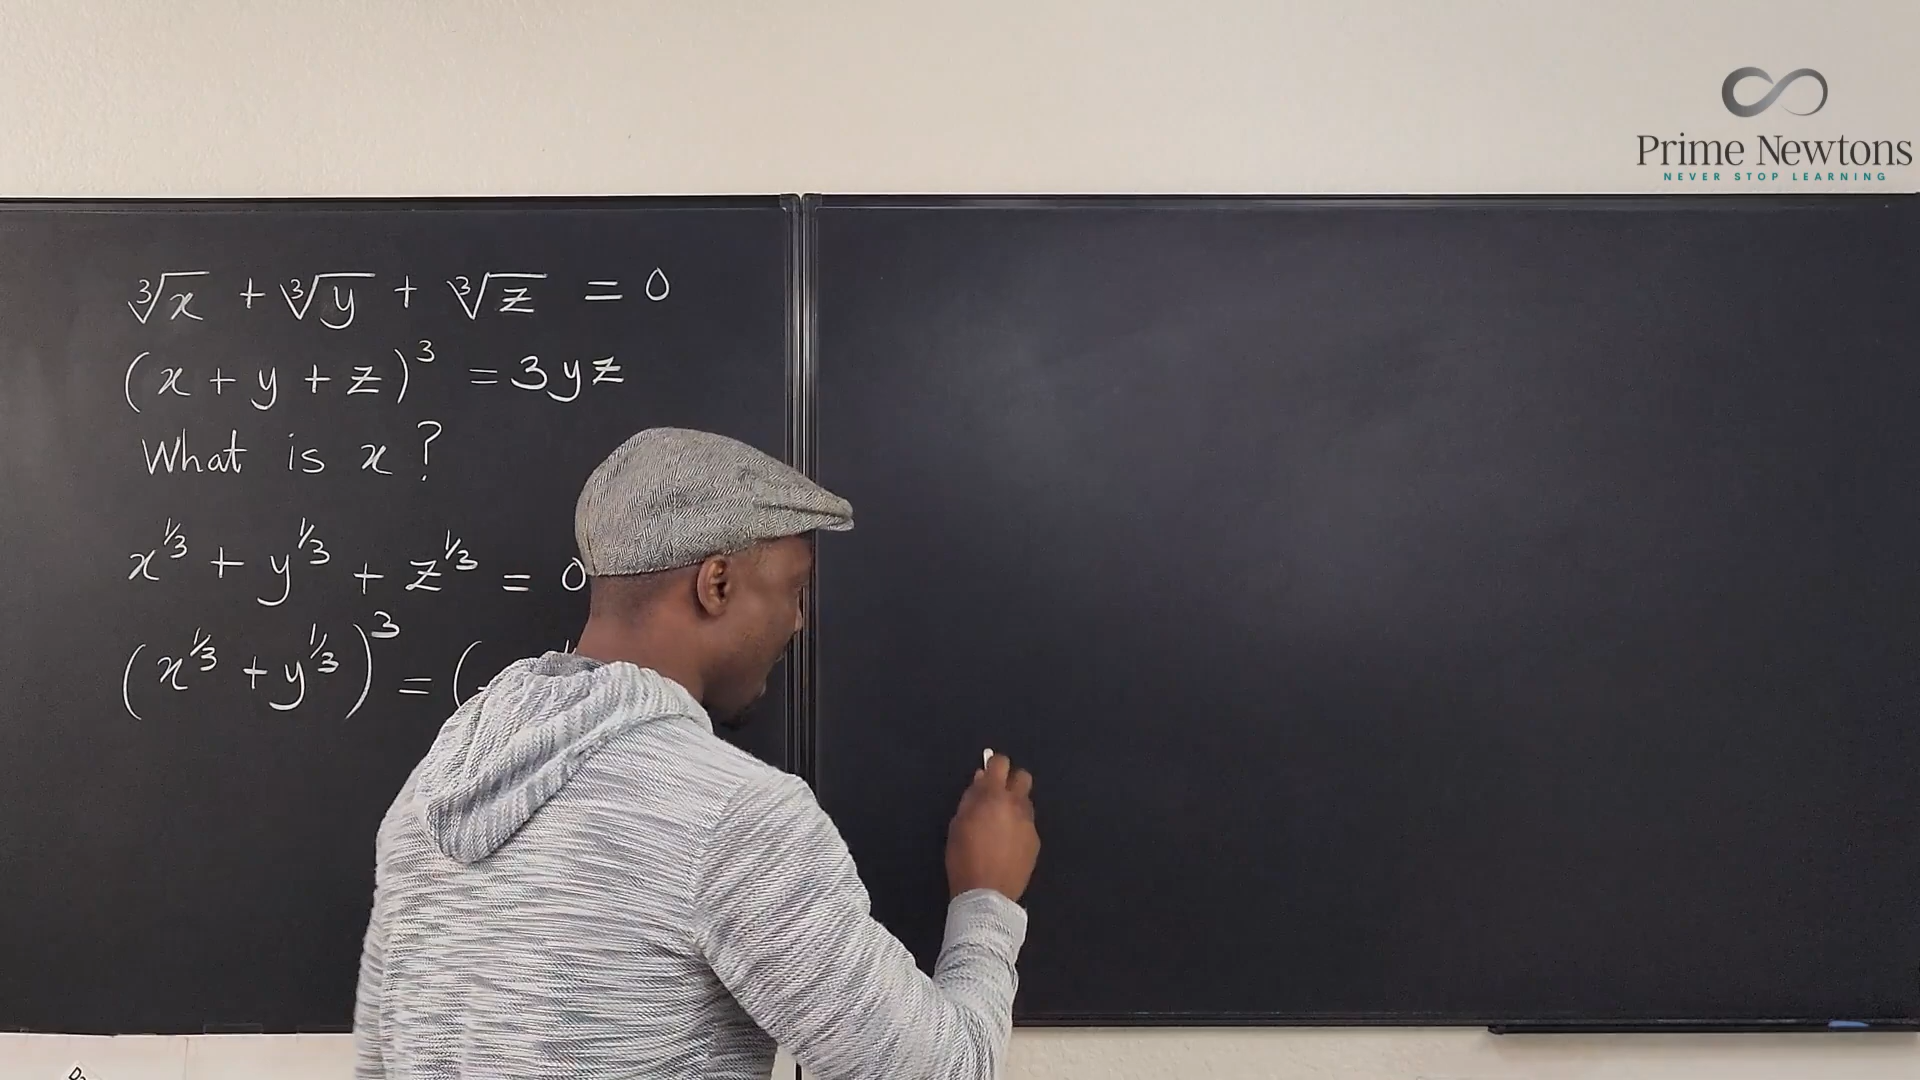 Prime Newtons
NEVER STOP LEARNING
∛x + ∛y + ∛z = 0
(x + y + z)³ = 3yz
What is x?
x^{1/3} + y^{1/3} + z^{1/3} = 0
(x^{1/3} + y^{1/3})³ = (